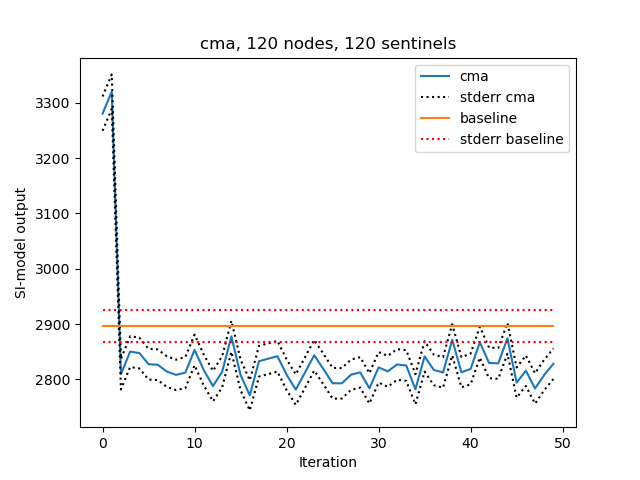 cma, 120 nodes, 120 sentinels
cma
stderr cma
baseline
stderr baseline
SI-model output
3300
3200
3100
3000
2900
2800
0 10 20 30 40 50
Iteration